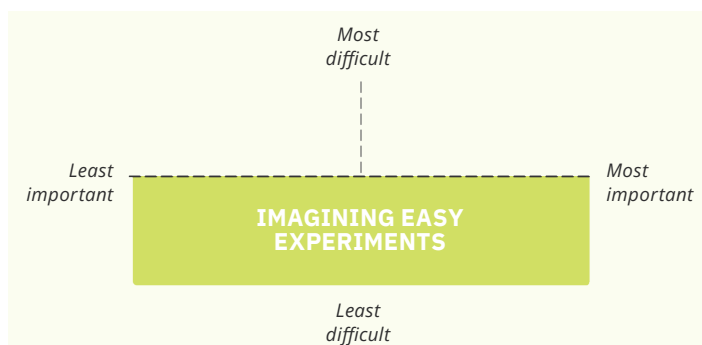 Most
difficult
Least
important
Most
important
IMAGINING EASY
EXPERIMENTS
Least
difficult